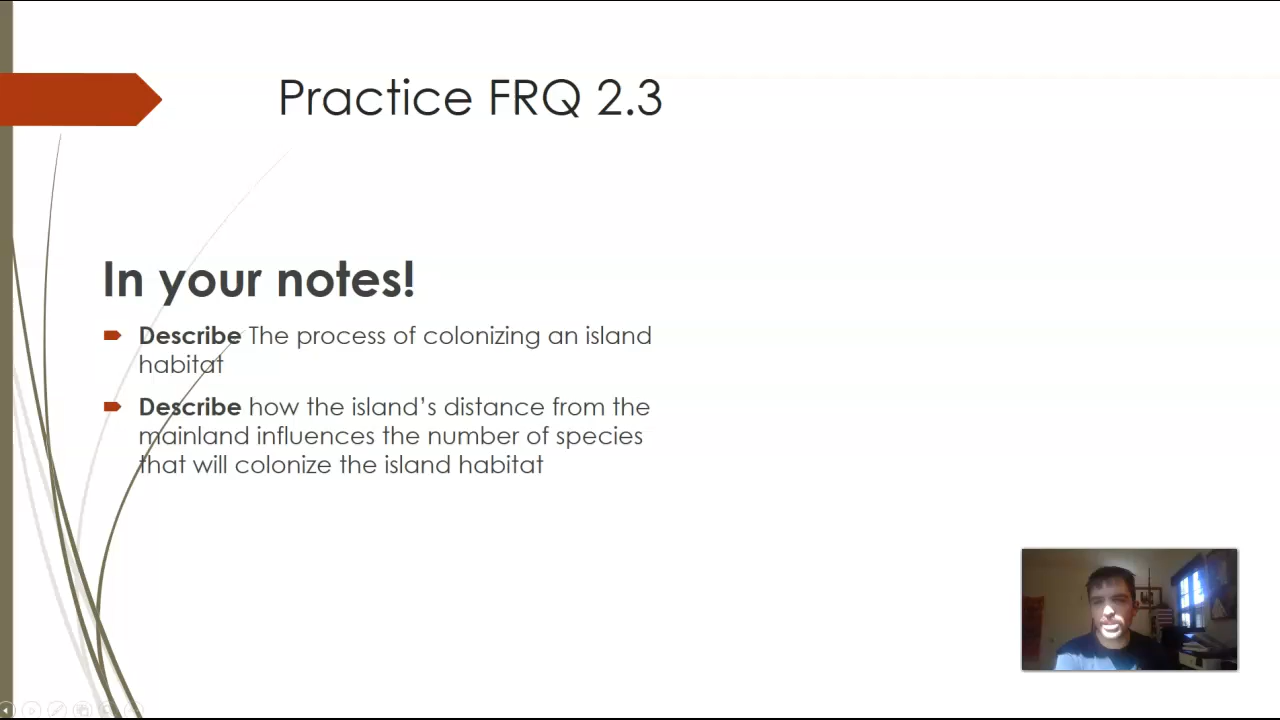 Practice FRQ 2.3
In your notes!
Describe The process of colonizing an island
habitat
Describe how the island's distance from the
mainland influences the number of species
that will colonize the island habitat